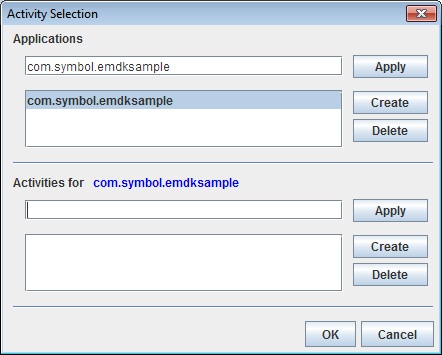 Activity Selection
Applications
com.symbol.emdksample
Apply
com.symbol.emdksample
Create
Delete
Activities for com.symbol.emdksample
Apply
Create
Delete
OK
Cancel